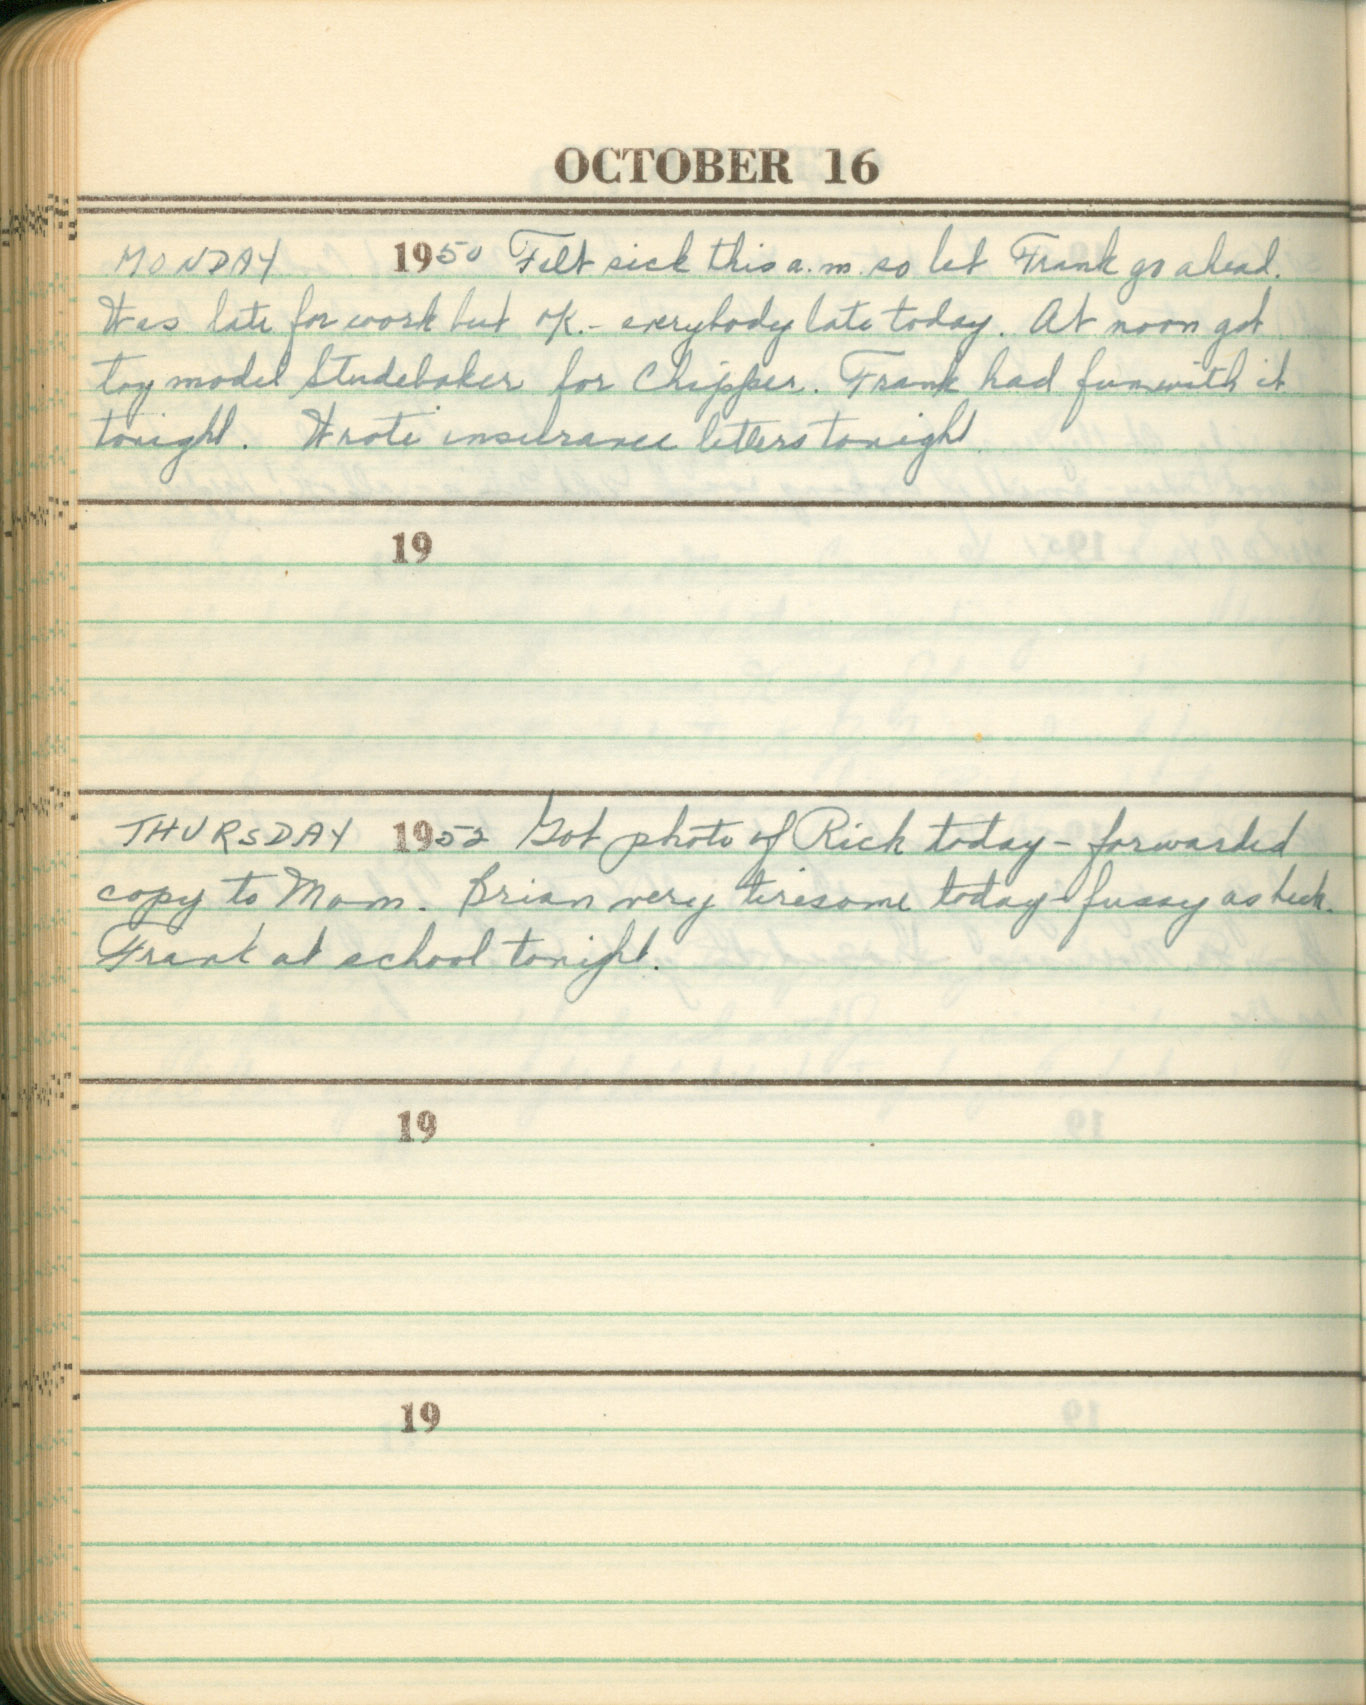 OCTOBER 16
MONDAY 1950 Felt sick this a.m. so let Frank go ahead.
Was late for work but OK. - everybody late today. At noon got
toy model Studebaker for Chipper. Frank had fun with it
tonight. Wrote insurance letters tonight
19
THURSDAY 1952 Got photo of Rick today - forwarded
copy to Mom. Brian very tiresome today - fussy as heck.
Frank at school tonight.
19
19